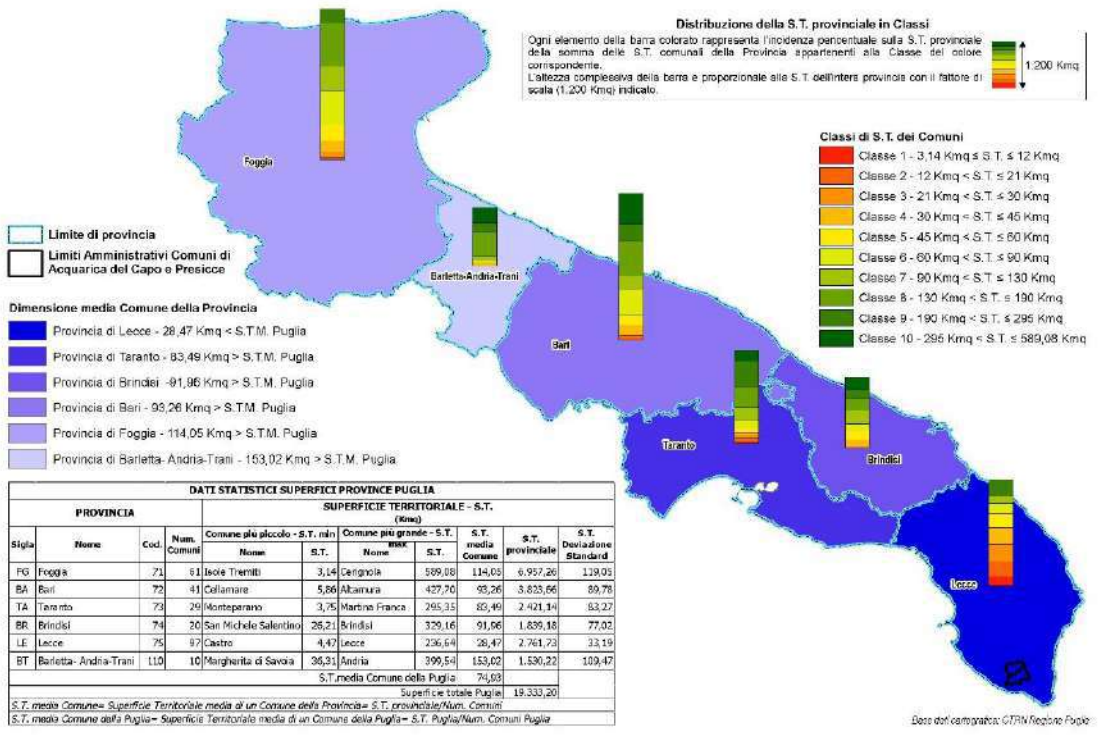 Distribuzione della S.T. provinciale in Classi
Ogni elemento della barra colorato rappresenta l'incidenza percentuale sulla S.T. provinciale
della somma delle S.T. comunali della Provincia appartenenti alla Classe del colore
corrispondente.
L'altezza complessiva della barra e proporzionale alla S.T. dell'intera provincia con il fattore di
scala (1.200 Kmq) indicato.
1.200 Kmq
Classi di S.T. dei Comuni
Classe 1 - 3,14 Kmq ≤ S.T. ≤ 12 Kmq
Classe 2 - 12 Kmq < S.T. ≤ 21 Kmq
Classe 3 - 21 Kmq < S.T. ≤ 30 Kmq
Classe 4 - 30 Kmq < S.T. ≤ 45 Kmq
Classe 5 - 45 Kmq < S.T. ≤ 60 Kmq
Classe 6 - 60 Kmq < S.T. ≤ 90 Kmq
Classe 7 - 90 Kmq < S.T. ≤ 130 Kmq
Classe 8 - 130 Kmq < S.T. ≤ 190 Kmq
Classe 9 - 190 Kmq < S.T. ≤ 295 Kmq
Classe 10 - 295 Kmq < S.T. ≤ 589,08 Kmq
Foggia
Barletta-Andria-Trani
Bari
Taranto
Brindisi
Lecce
Limite di provincia
Limiti Amministrativi Comuni di
Acquarica del Capo e Presicce
Dimensione media Comune della Provincia
Provincia di Lecce - 28,47 Kmq < S.T.M. Puglia
Provincia di Taranto - 83,49 Kmq > S.T.M. Puglia
Provincia di Brindisi -91,96 Kmq > S.T.M. Puglia
Provincia di Bari - 93,26 Kmq > S.T.M. Puglia
Provincia di Foggia - 114,05 Kmq > S.T.M. Puglia
Provincia di Barletta- Andria-Trani - 153,02 Kmq > S.T.M. Puglia
DATI STATISTICI SUPERFICI PROVINCE PUGLIA
PROVINCIA SUPERFICIE TERRITORIALE - S.T. (Kmq)
Sigla Nome Cod. Num. Comuni Comune più piccolo - S.T. min Comune più grande - S.T. max S.T. media Comune S.T. provinciale S.T. Deviazione Standard
Nome S.T. Nome S.T.
FG Foggia 71 61 Isole Tremiti 3,14 Cerignola 589,08 114,05 6.957,26 119,05
BA Bari 72 41 Cellamare 5,86 Altamura 427,70 93,26 3.823,66 89,78
TA Taranto 73 29 Monteparano 3,75 Martina Franca 295,35 83,49 2.421,14 83,27
BR Brindisi 74 20 San Michele Salentino 26,21 Brindisi 329,16 91,96 1.839,18 77,02
LE Lecce 75 97 Castro 4,47 Lecce 236,64 28,47 2.761,73 33,19
BT Barletta- Andria-Trani 110 10 Margherita di Savoia 36,31 Andria 399,54 153,02 1.530,22 109,47
S.T.media Comune della Puglia 74,93
Superficie totale Puglia 19.333,20
S.T. media Comune= Superficie Territoriale media di un Comune della Provincia= S.T. provinciale/Num. Comuni
S.T. media Comune della Puglia= Superficie Territoriale media di un Comune della Puglia= S.T. Puglia/Num. Comuni Puglia
Base dati cartografica: CTRN Regione Puglia